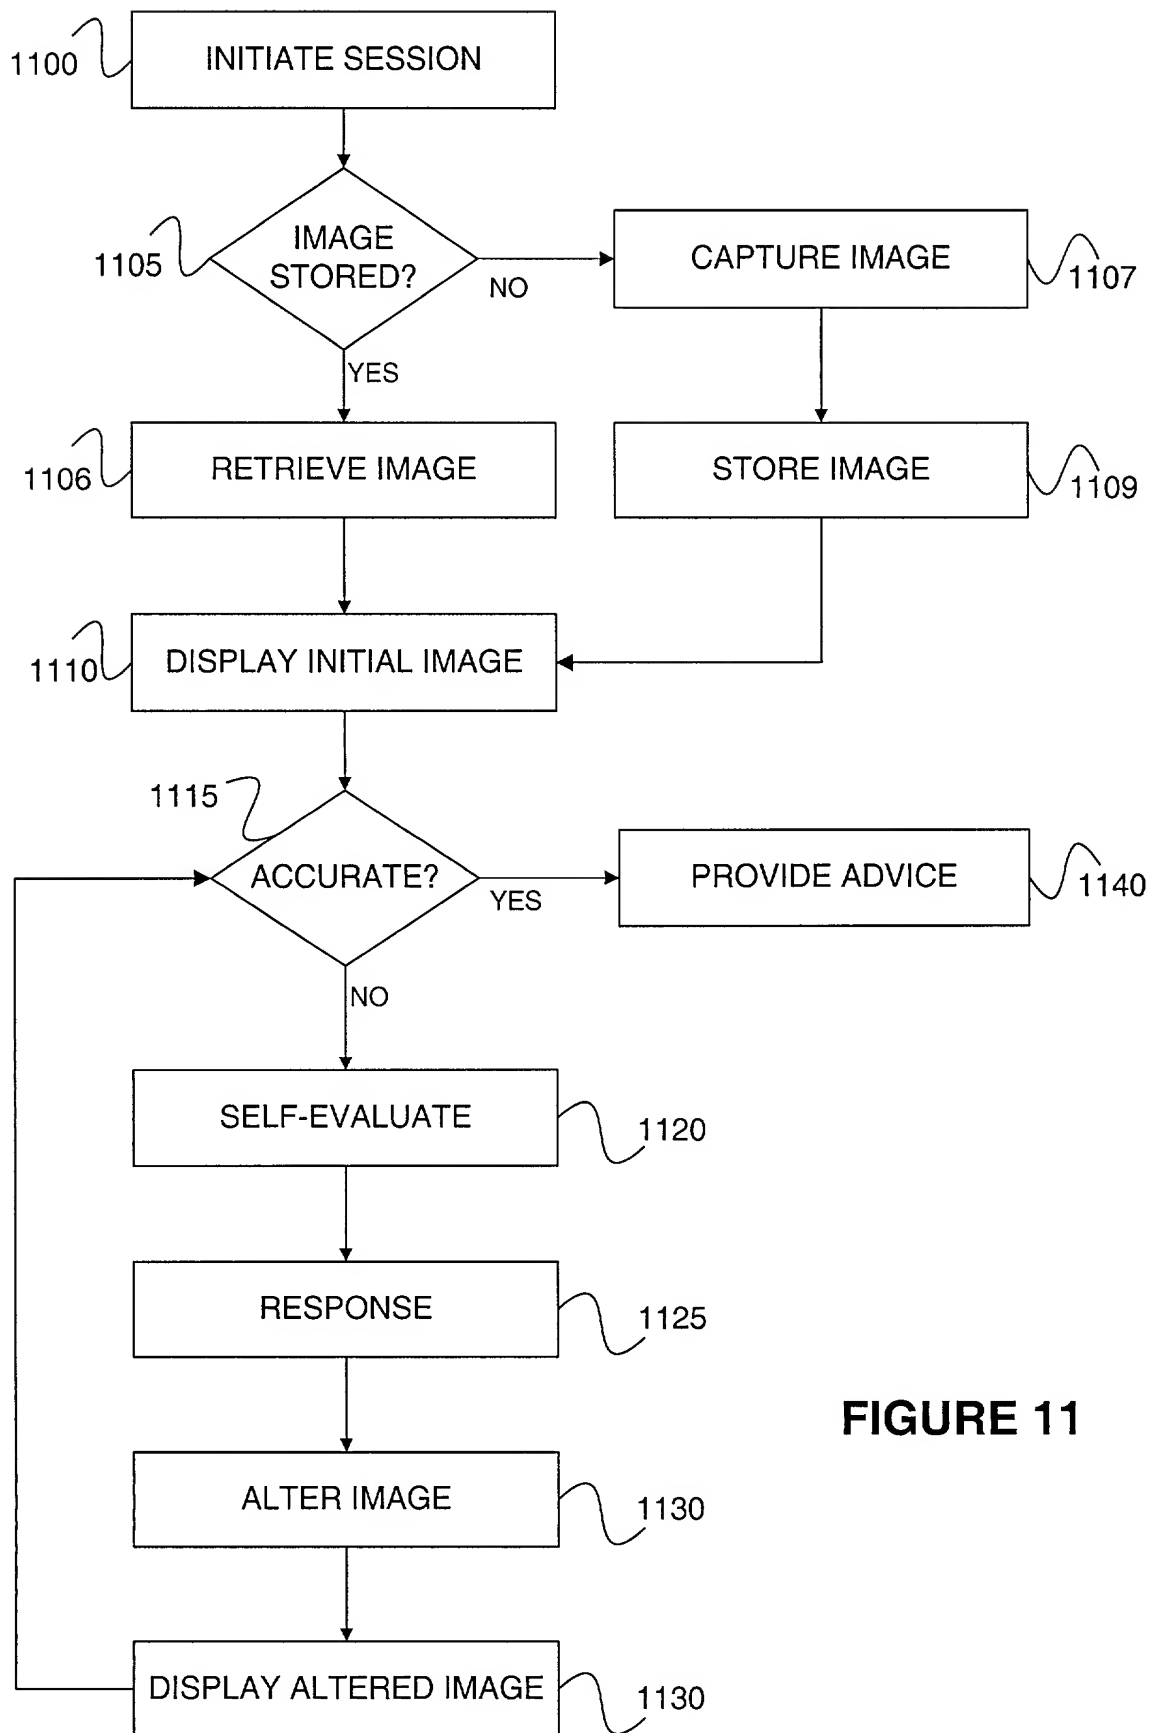 INITIATE SESSION
1100
IMAGE
STORED?
1105
NO
CAPTURE IMAGE
1107
YES
RETRIEVE IMAGE
1106
STORE IMAGE
1109
DISPLAY INITIAL IMAGE
1110
1115
ACCURATE?
YES
PROVIDE ADVICE
1140
NO
SELF-EVALUATE
1120
RESPONSE
1125
FIGURE 11
ALTER IMAGE
1130
DISPLAY ALTERED IMAGE
1130